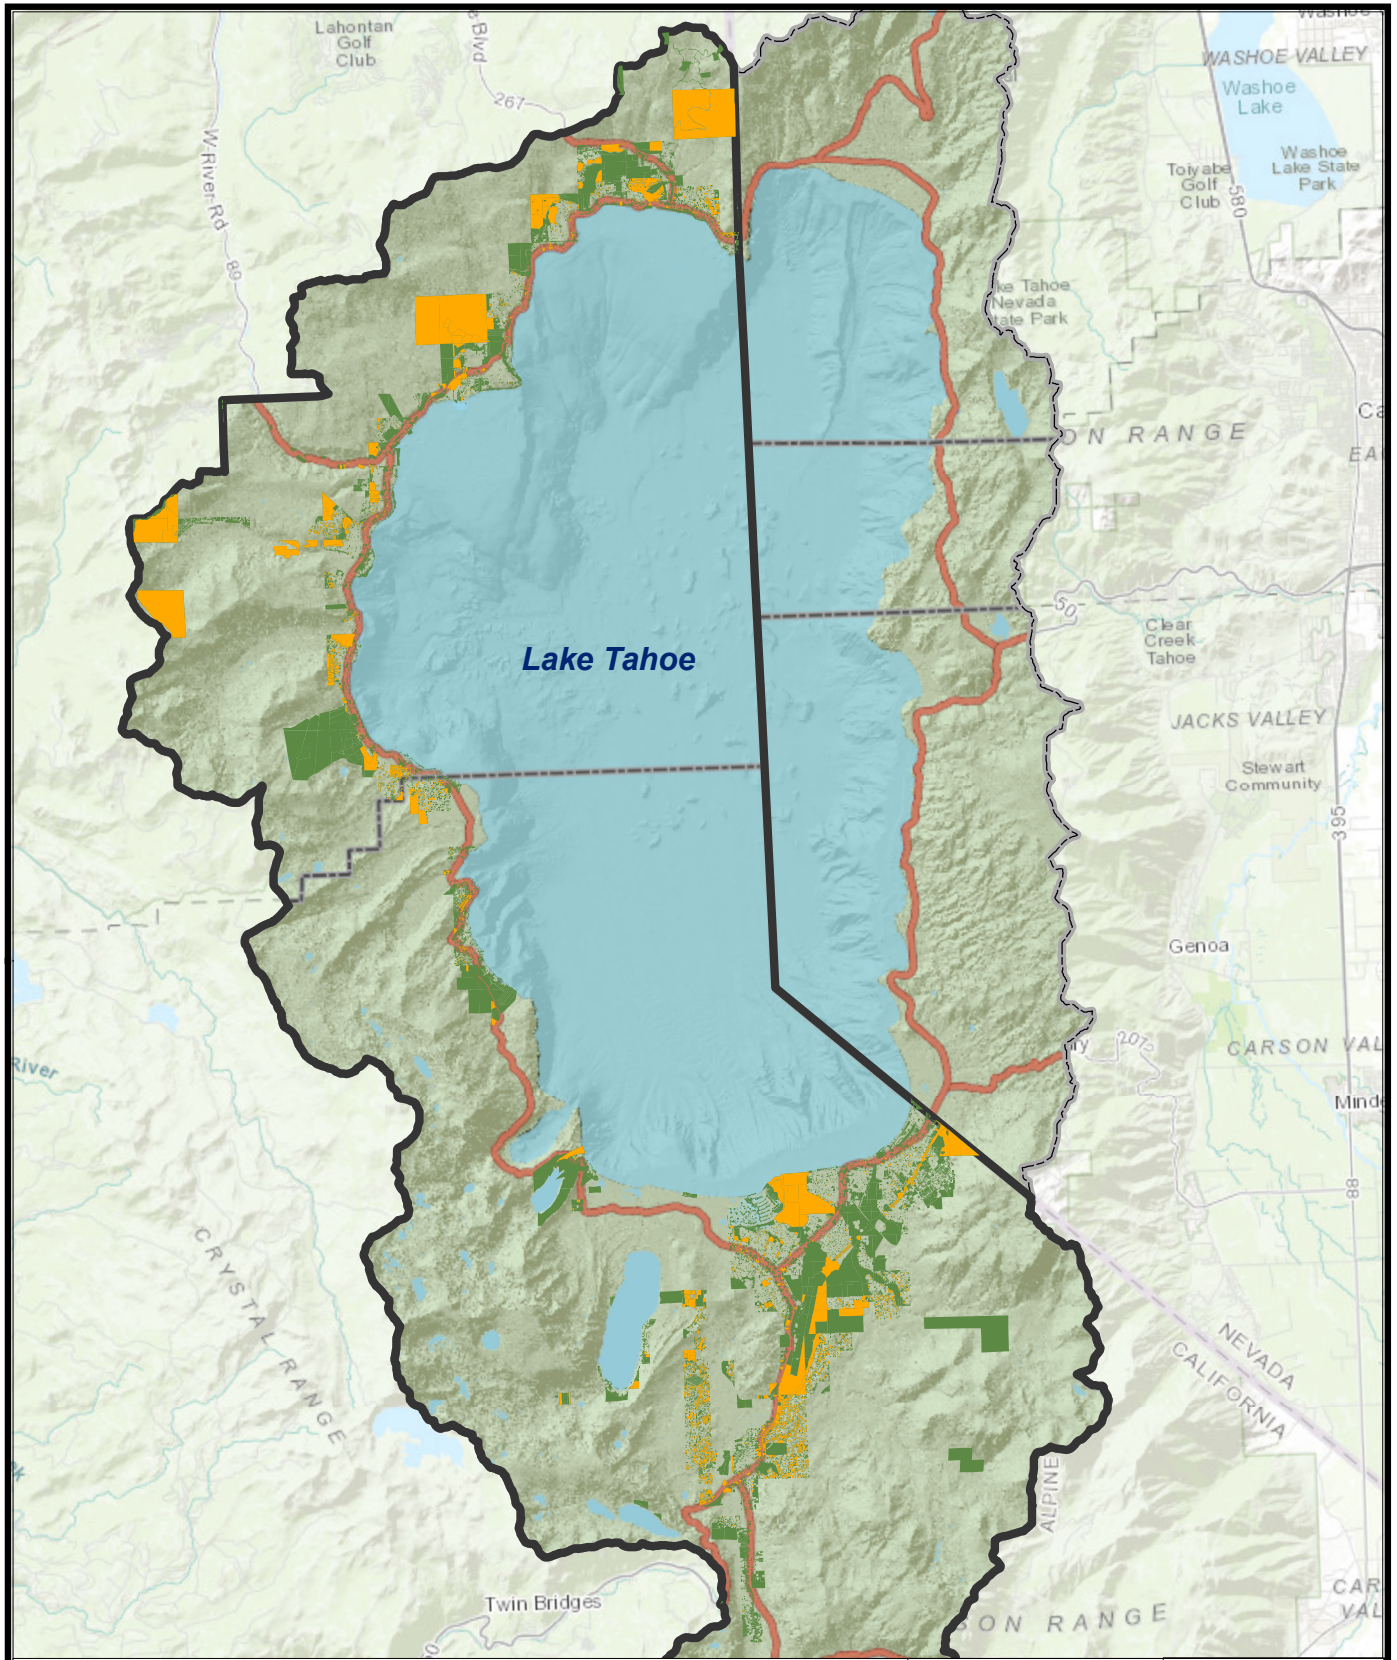 Lahontan
Golf
Club
Blvd
267
W-River-Rd
89
WASHOE VALLEY
Washoe
Lake
Washoe
Lake State
Park
Toiyabe
Golf
Club
580
Tahoe
Nevada
Park
ON RANGE
50
Clear
Creek
Tahoe
Lake Tahoe
JACKS VALLEY
Stewart
Community
395
Genoa
CARSON VAL
207
River
Minde
88
CRYSTAL RANGE
NEVADA
CALIFORNIA
ALPINE
Twin Bridges
SON RANGE
CAR
VAL